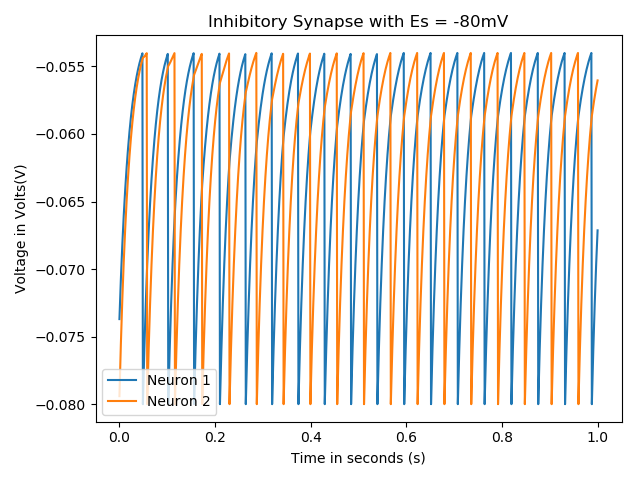 Inhibitory Synapse with Es = -80mV
Voltage in Volts(V)
−0.055
−0.060
−0.065
−0.070
−0.075
−0.080
Neuron 1
Neuron 2
0.0 0.2 0.4 0.6 0.8 1.0
Time in seconds (s)